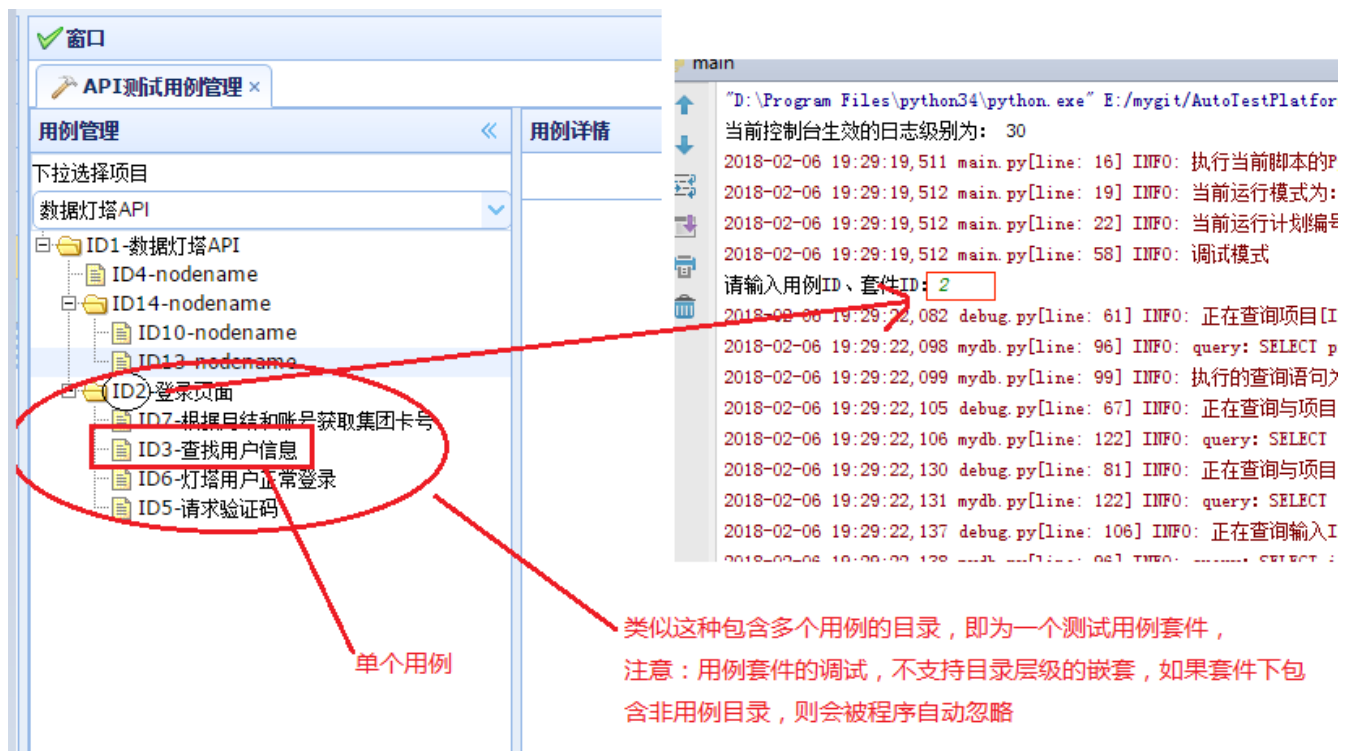 窗口
API测试用例管理 ×
用例管理 «
用例详情
下拉选择项目
数据灯塔API
ID1-数据灯塔API
ID4-nodename
ID14-nodename
ID10-nodename
ID13-nodename
ID2-登录页面
ID7-根据月结和账号获取集团卡号
ID3-查找用户信息
ID6-灯塔用户正常登录
ID5-请求验证码
单个用例
main
"D:\Program Files\python34\python.exe" E:/mygit/AutoTestPlatfor
当前控制台生效的日志级别为: 30
2018-02-06 19:29:19,511 main.py[line: 16] INFO: 执行当前脚本的P
2018-02-06 19:29:19,512 main.py[line: 19] INFO: 当前运行模式为:
2018-02-06 19:29:19,512 main.py[line: 22] INFO: 当前运行计划编号
2018-02-06 19:29:19,512 main.py[line: 58] INFO: 调试模式
请输入用例ID、套件ID: 2
2018-02-06 19:29:22,082 debug.py[line: 61] INFO: 正在查询项目[I
2018-02-06 19:29:22,098 mydb.py[line: 96] INFO: query: SELECT p
2018-02-06 19:29:22,099 mydb.py[line: 99] INFO: 执行的查询语句为
2018-02-06 19:29:22,105 debug.py[line: 67] INFO: 正在查询与项目
2018-02-06 19:29:22,106 mydb.py[line: 122] INFO: query: SELECT
2018-02-06 19:29:22,130 debug.py[line: 81] INFO: 正在查询与项目
2018-02-06 19:29:22,131 mydb.py[line: 122] INFO: query: SELECT
2018-02-06 19:29:22,137 debug.py[line: 106] INFO: 正在查询输入I
2018-02-06 19:29:22,138 mydb.py[line: 96] INFO: query: SELECT i
类似这种包含多个用例的目录，即为一个测试用例套件，
注意：用例套件的调试，不支持目录层级的嵌套，如果套件下包
含非用例目录，则会被程序自动忽略